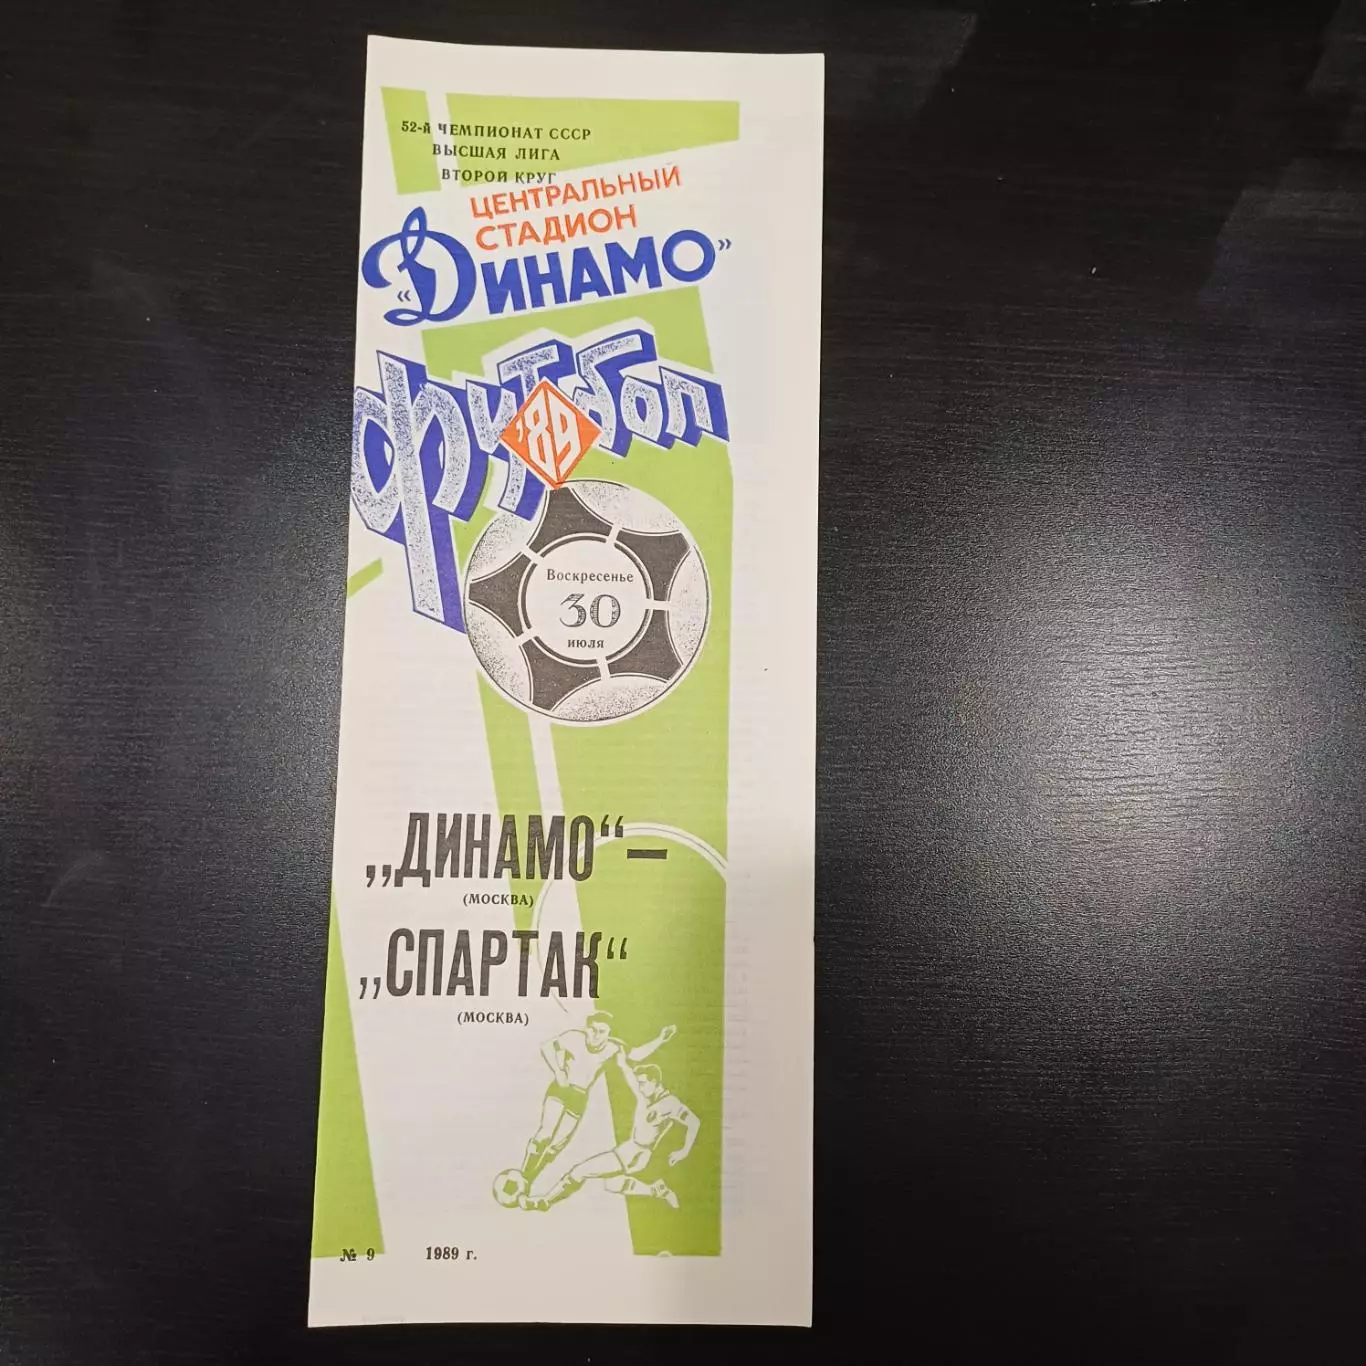 52-й ЧЕМПИОНАТ СССР
ВЫСШАЯ ЛИГА
ВТОРОЙ КРУГ
ЦЕНТРАЛЬНЫЙ
СТАДИОН
«ДИНАМО»
футбол
'89
Воскресенье
30
июля
„ДИНАМО“ —
(МОСКВА)
„СПАРТАК“
(МОСКВА)
№ 9 1989 г.